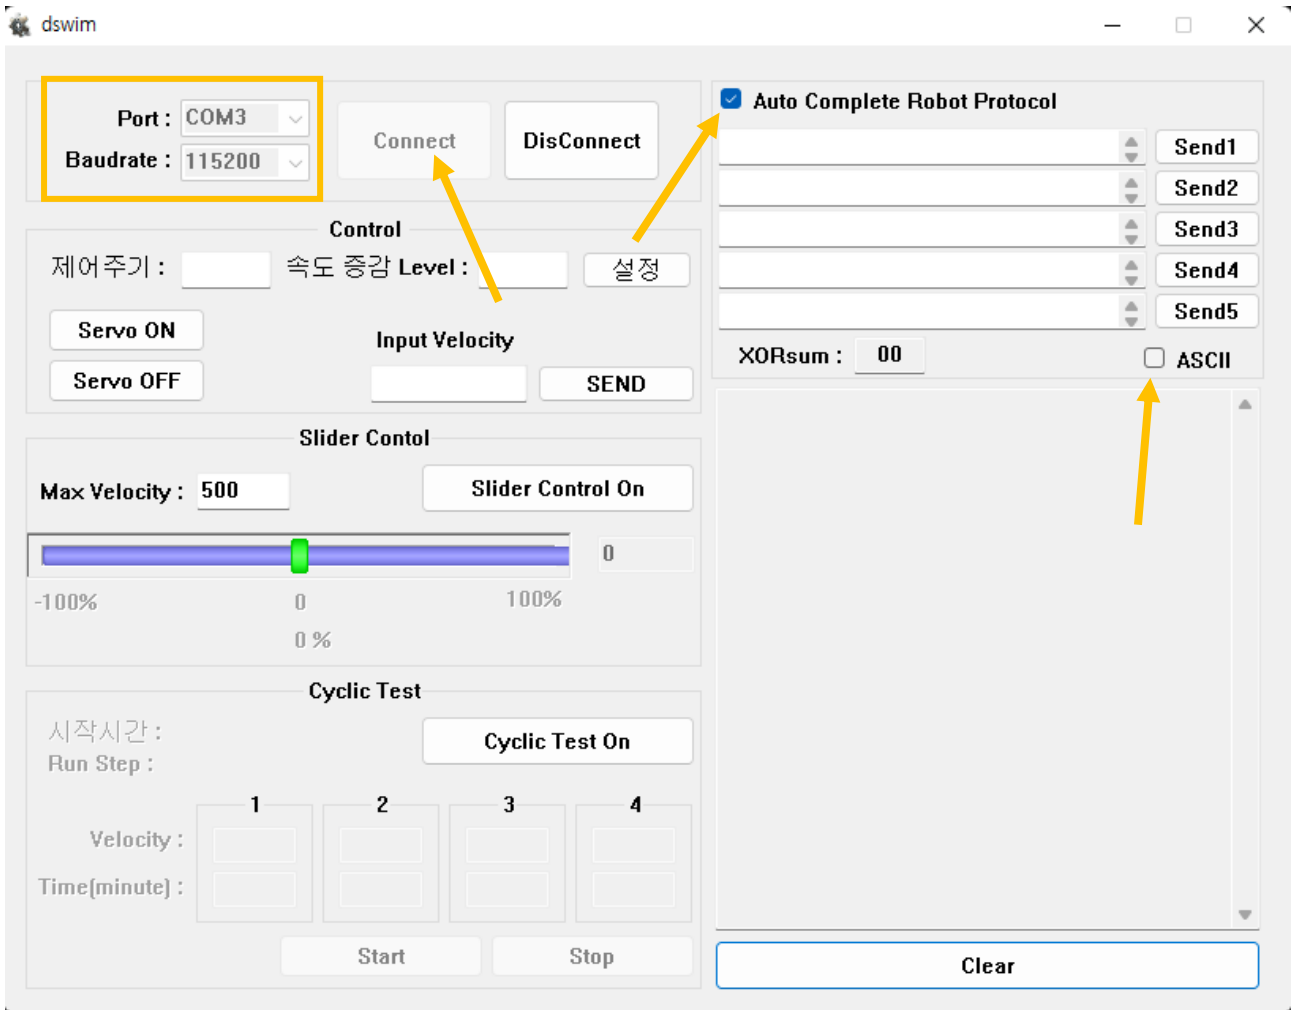 dswim
Port : COM3
Baudrate : 115200
Connect
DisConnect
Control
제어주기 :
속도 증감 Level :
설정
Servo ON
Servo OFF
Input Velocity
SEND
Slider Contol
Max Velocity : 500
Slider Control On
0
-100%
0
100%
0 %
Cyclic Test
시작시간 :
Run Step :
Cyclic Test On
1 2 3 4
Velocity :
Time(minute) :
Start
Stop
Auto Complete Robot Protocol
Send1
Send2
Send3
Send4
Send5
XORsum : 00
ASCII
Clear